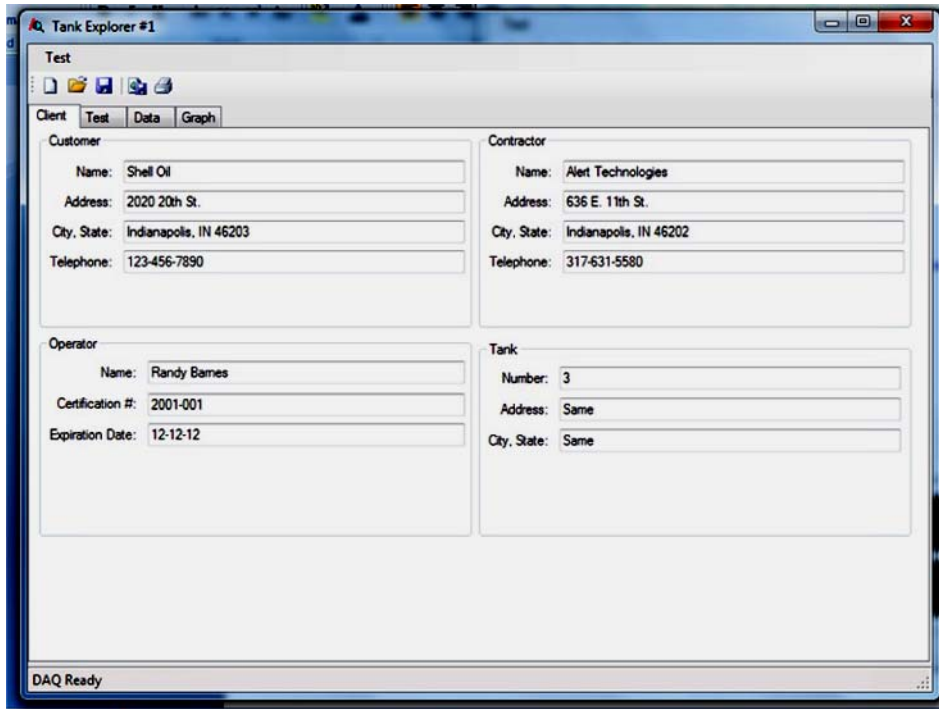 Tank Explorer #1
Test
Client Test Data Graph
Customer
Name: Shell Oil
Address: 2020 20th St.
City, State: Indianapolis, IN 46203
Telephone: 123-456-7890
Contractor
Name: Alert Technologies
Address: 636 E. 11th St.
City, State: Indianapolis, IN 46202
Telephone: 317-631-5580
Operator
Name: Randy Barnes
Certification #: 2001-001
Expiration Date: 12-12-12
Tank
Number: 3
Address: Same
City, State: Same
DAQ Ready